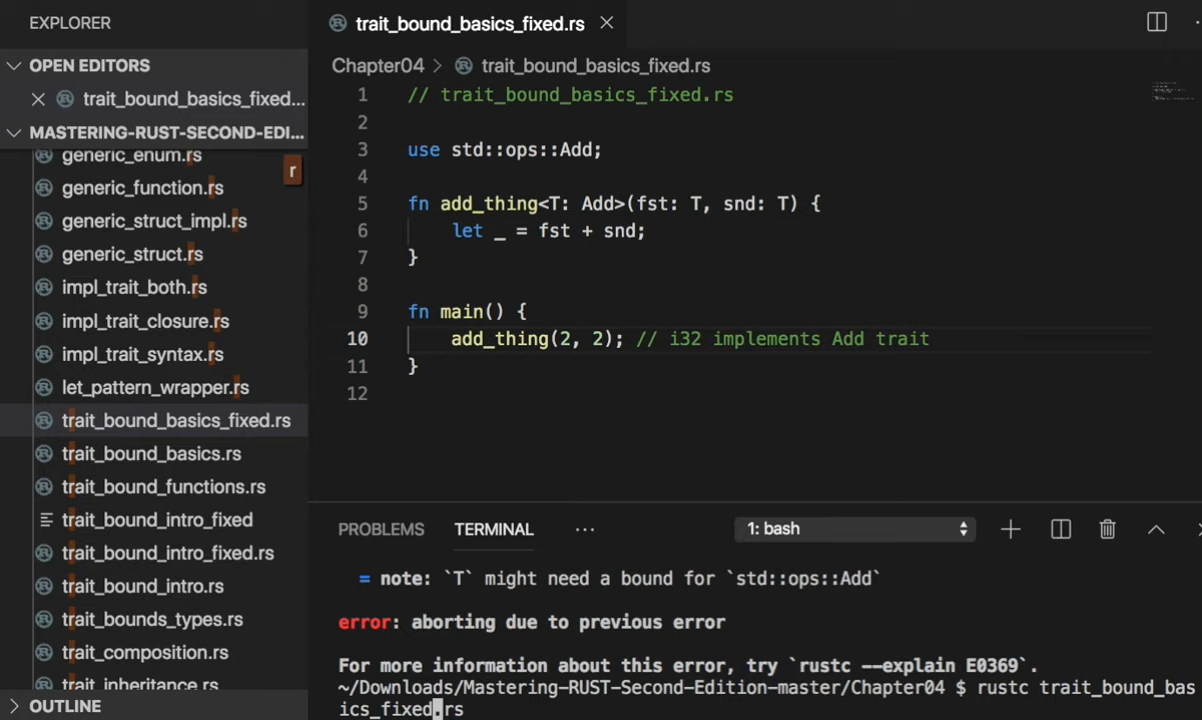 EXPLORER
OPEN EDITORS
trait_bound_basics_fixed...
MASTERING-RUST-SECOND-EDI...
generic_enum.rs
r
generic_function.rs
generic_struct_impl.rs
generic_struct.rs
impl_trait_both.rs
impl_trait_closure.rs
impl_trait_syntax.rs
let_pattern_wrapper.rs
trait_bound_basics_fixed.rs
trait_bound_basics.rs
trait_bound_functions.rs
trait_bound_intro_fixed
trait_bound_intro_fixed.rs
trait_bound_intro.rs
trait_bounds_types.rs
trait_composition.rs
trait_inheritance.rs
OUTLINE
trait_bound_basics_fixed.rs
Chapter04 > trait_bound_basics_fixed.rs
1 // trait_bound_basics_fixed.rs
2
3 use std::ops::Add;
4
5 fn add_thing<T: Add>(fst: T, snd: T) {
6 let _ = fst + snd;
7 }
8
9 fn main() {
10 add_thing(2, 2); // i32 implements Add trait
11 }
12
PROBLEMS TERMINAL ... 1: bash
= note: `T` might need a bound for `std::ops::Add`
error: aborting due to previous error
For more information about this error, try `rustc --explain E0369`.
~/Downloads/Mastering-RUST-Second-Edition-master/Chapter04 $ rustc trait_bound_bas
ics_fixed.rs